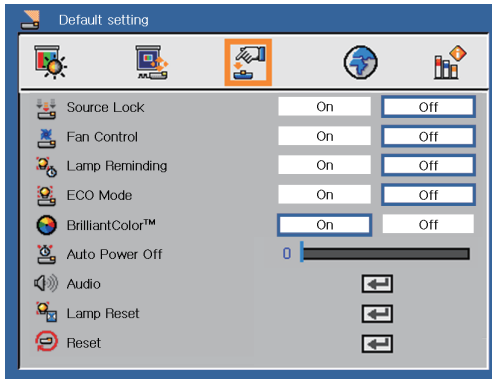 Default setting
Source Lock On Off
Fan Control On Off
Lamp Reminding On Off
ECO Mode On Off
BrilliantColor™ On Off
Auto Power Off 0
Audio
Lamp Reset
Reset